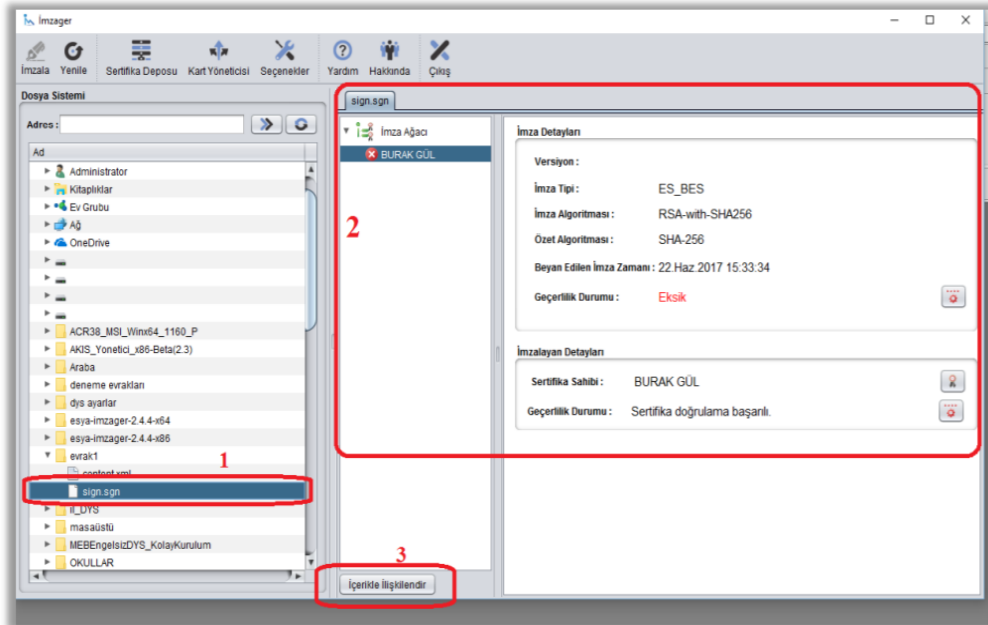 İmzager
İmzala Yenile Sertifika Deposu Kart Yöneticisi Seçenekler Yardım Hakkında Çıkış
Dosya Sistemi
Adres :
Ad
Administrator
Kitaplıklar
Ev Grubu
Ağ
OneDrive
ACR38_MSI_Winx64_1160_P
AKIS_Yonetici_x86-Beta(2.3)
Araba
deneme evrakları
dys ayarlar
esya-imzager-2.4.4-x64
esya-imzager-2.4.4-x86
evrak1
1
content.xml
sign.sgn
il_DYS
masaüstü
MEBEngelsizDYS_KolayKurulum
OKULLAR
sign.sgn
İmza Ağacı
BURAK GÜL
2
3
İçerikle İlişkilendir
İmza Detayları
Versiyon :
İmza Tipi : ES_BES
İmza Algoritması : RSA-with-SHA256
Özet Algoritması : SHA-256
Beyan Edilen İmza Zamanı : 22.Haz.2017 15:33:34
Geçerlilik Durumu : Eksik
İmzalayan Detayları
Sertifika Sahibi : BURAK GÜL
Geçerlilik Durumu : Sertifika doğrulama başarılı.